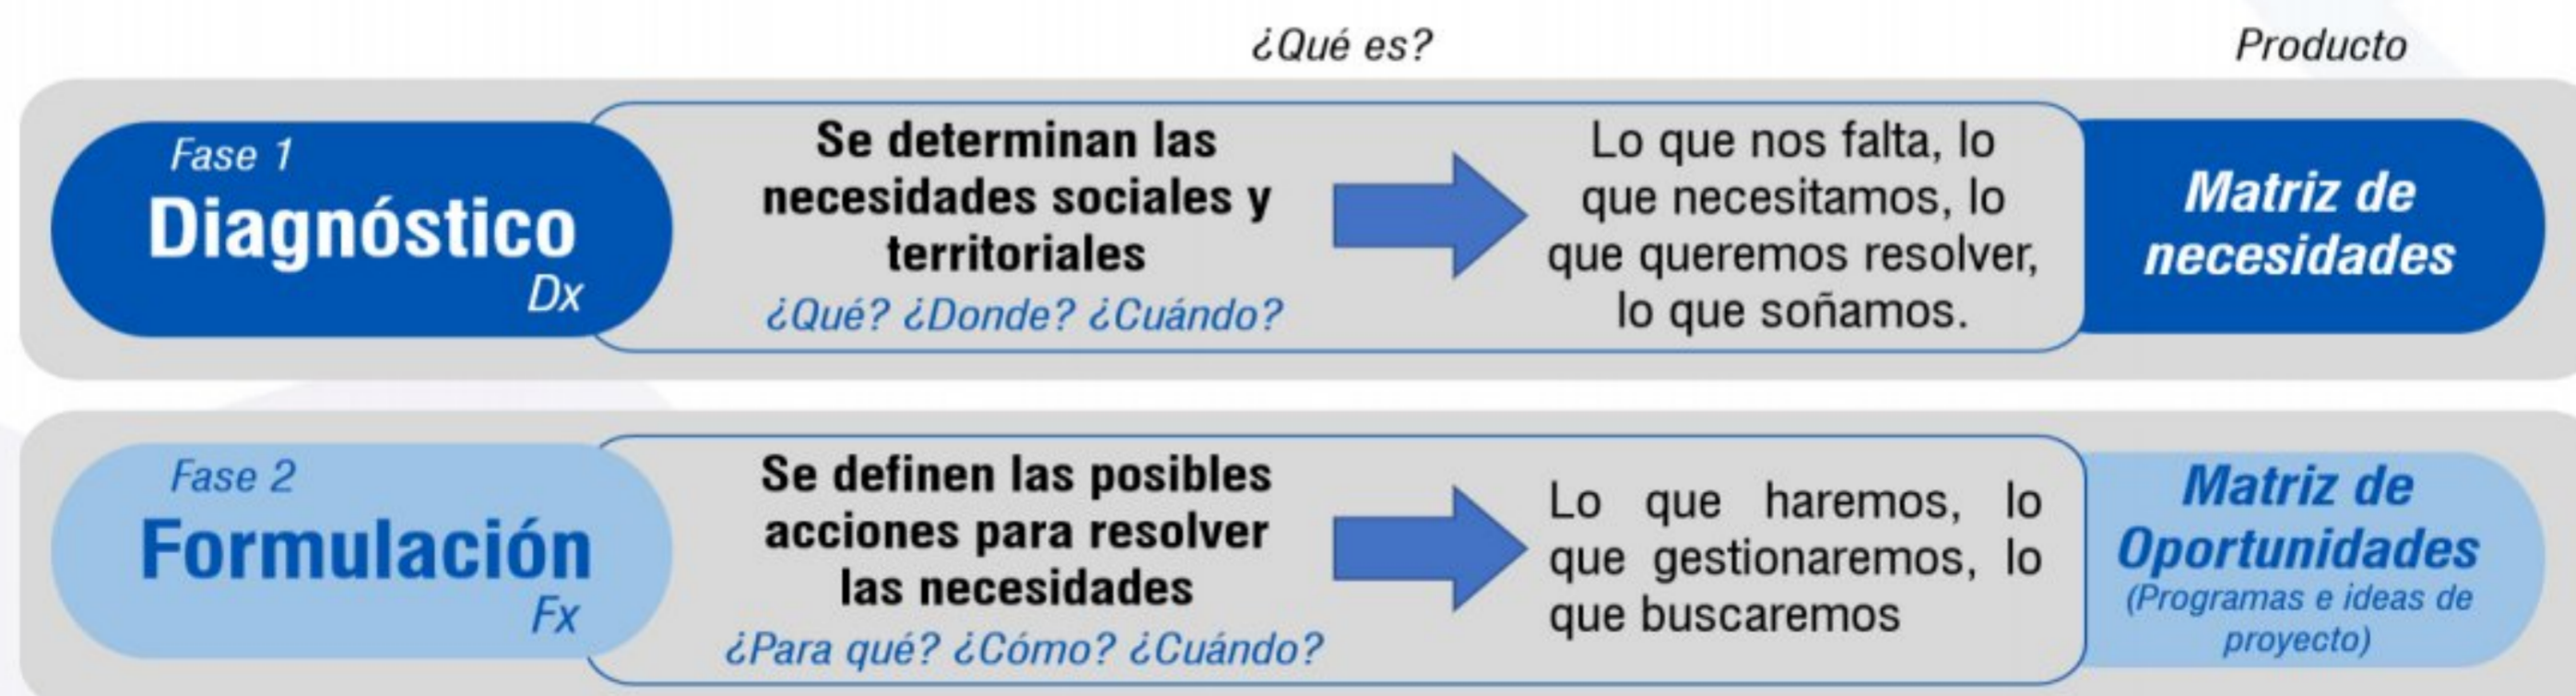 ¿Qué es?
Producto
Fase 1
Diagnóstico
Dx
Se determinan las
necesidades sociales y
territoriales
¿Qué? ¿Donde? ¿Cuándo?
Lo que nos falta, lo
que necesitamos, lo
que queremos resolver,
lo que soñamos.
Matriz de
necesidades
Fase 2
Formulación
Fx
Se definen las posibles
acciones para resolver
las necesidades
¿Para qué? ¿Cómo? ¿Cuándo?
Lo que haremos, lo
que gestionaremos, lo
que buscaremos
Matriz de
Oportunidades
(Programas e ideas de
proyecto)